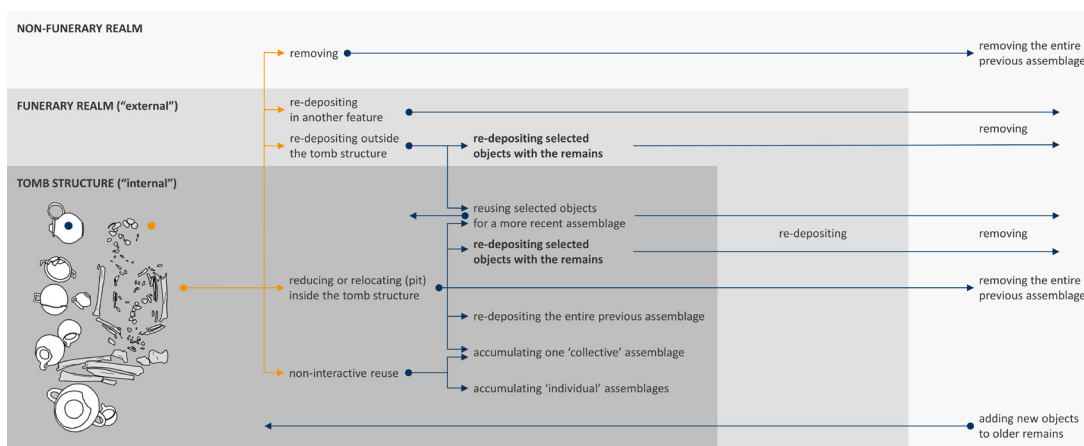 NON-FUNERARY REALM
removing
removing the entire
previous assemblage
FUNERARY REALM (“external”)
re-depositing
in another feature
removing
re-depositing outside
the tomb structure
re-depositing selected
objects with the remains
TOMB STRUCTURE (“internal”)
reusing selected objects
for a more recent assemblage
re-depositing
removing
re-depositing selected
objects with the remains
reducing or relocating (pit)
inside the tomb structure
removing the entire
previous assemblage
re-depositing the entire previous assemblage
accumulating one ‘collective’ assemblage
non-interactive reuse
accumulating ‘individual’ assemblages
adding new objects
to older remains